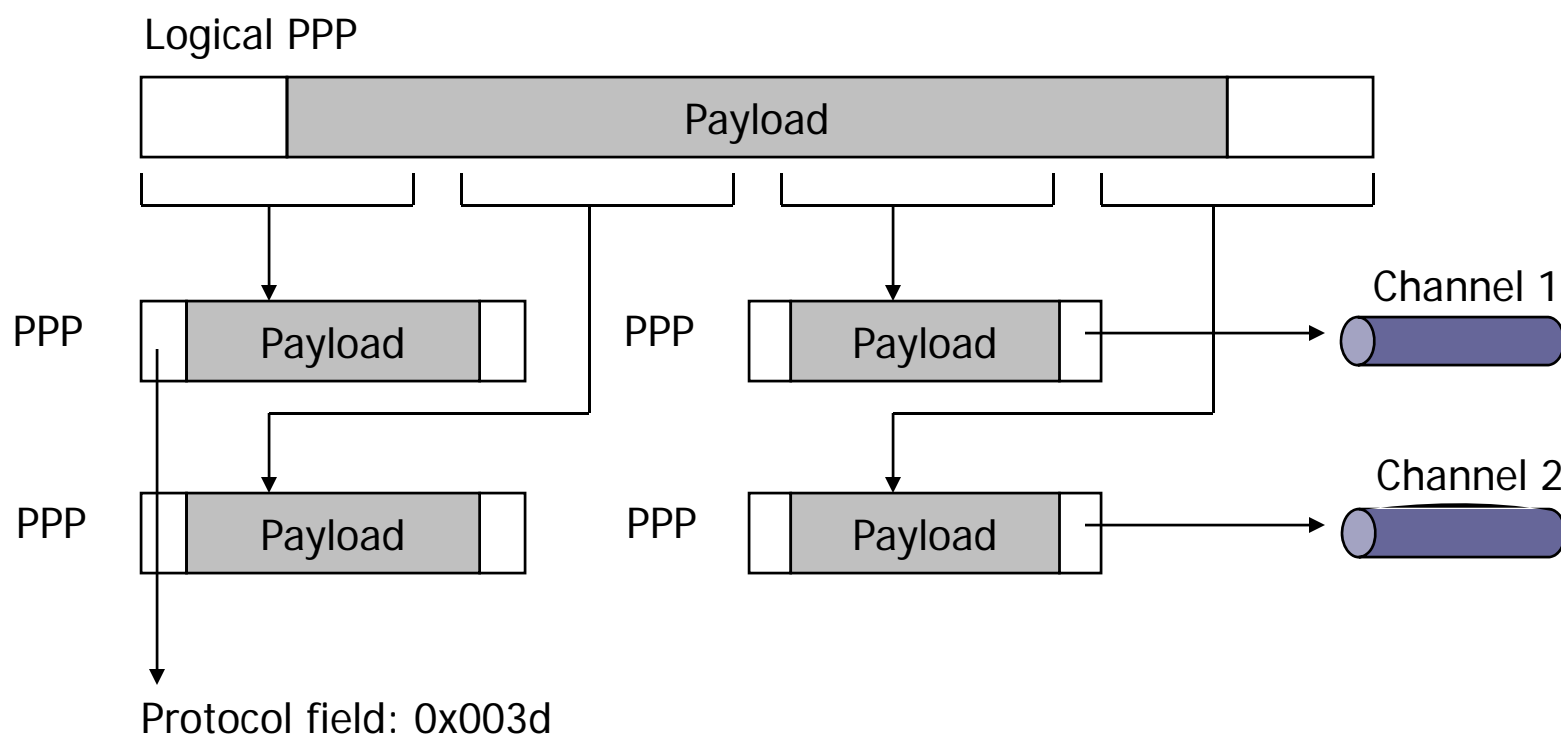 Logical PPP
Payload
Channel 1
PPP
Payload
PPP
Payload
Channel 2
PPP
Payload
PPP
Payload
Protocol field: 0x003d